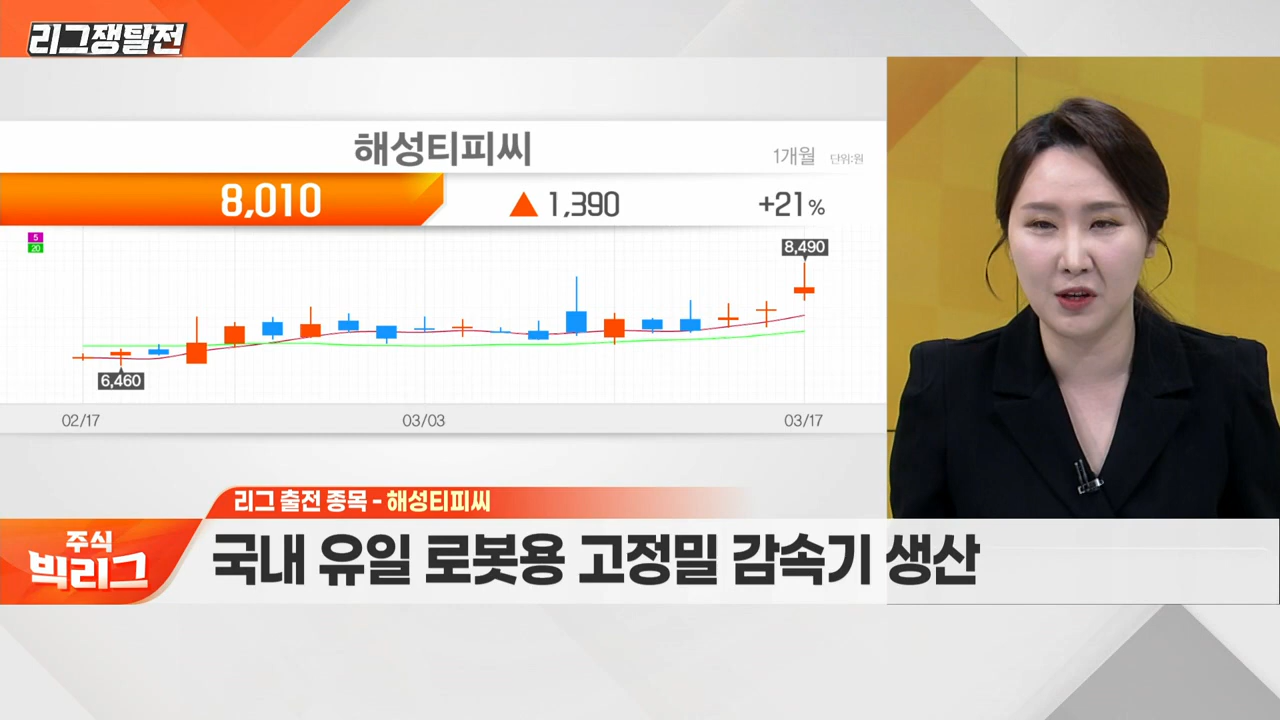 리그쟁탈전
해성티피씨
1개월 단위:원
8,010 ▲ 1,390 +21%
5
20
8,490
6,460
02/17 03/03 03/17
리그 출전 종목 - 해성티피씨
주식
빅리그
국내 유일 로봇용 고정밀 감속기 생산